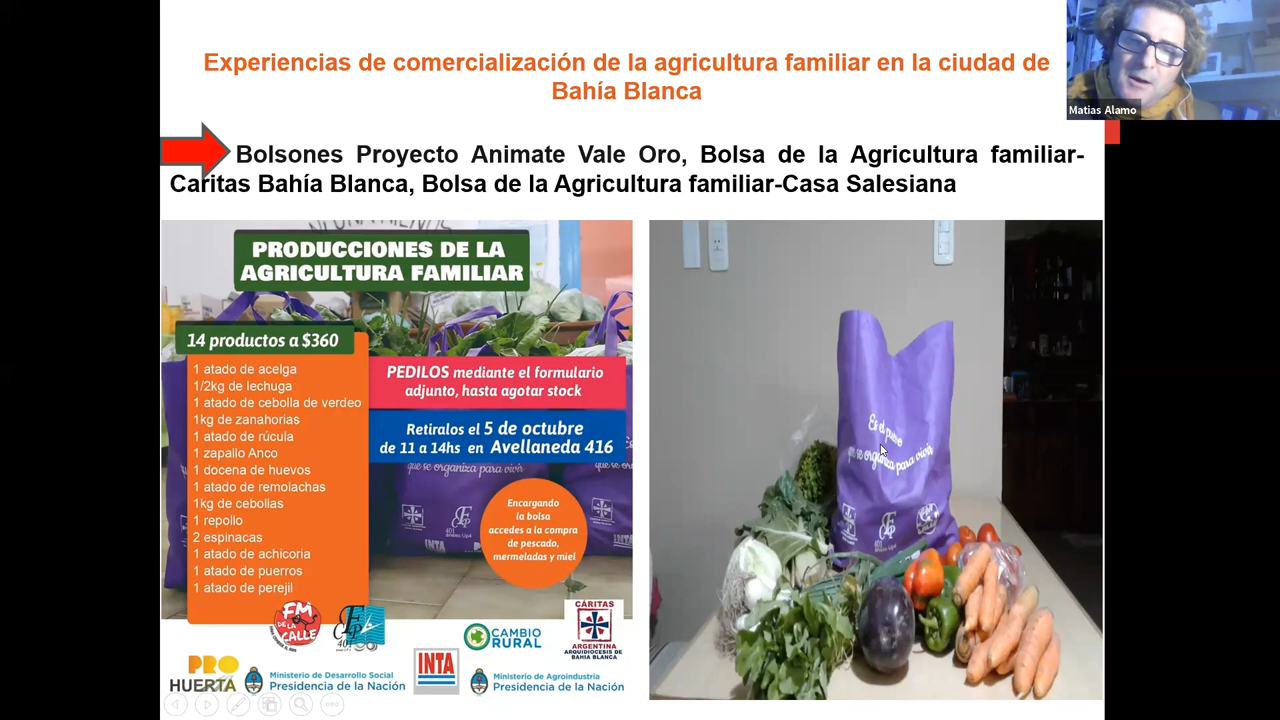 Experiencias de comercialización de la agricultura familiar en la ciudad de
Bahía Blanca
Matias Alamo
Bolsones Proyecto Animate Vale Oro, Bolsa de la Agricultura familiar-
Caritas Bahía Blanca, Bolsa de la Agricultura familiar-Casa Salesiana
PRODUCCIONES DE LA
AGRICULTURA FAMILIAR
14 productos a $360
1 atado de acelga
1/2kg de lechuga
1 atado de cebolla de verdeo
1kg de zanahorias
1 atado de rúcula
1 zapallo Anco
1 docena de huevos
1 atado de remolachas
1kg de cebollas
1 repollo
2 espinacas
1 atado de achicoria
1 atado de puerros
1 atado de perejil
PEDILOS mediante el formulario
adjunto, hasta agotar stock
Retiralos el 5 de octubre
de 11 a 14hs en Avellaneda 416
que se organiza para vivir
Encargando
la bolsa
accedes a la compra
de pescado,
mermeladas y miel
INTA
FM
DE LA
CALLE
401
CAMBIO
RURAL
CÁRITAS
ARGENTINA
ARQUIDIÓCESIS DE
BAHÍA BLANCA
PRO
HUERTA
Ministerio de Desarrollo Social
Presidencia de la Nación
INTA
Ministerio de Agroindustria
Presidencia de la Nación
que se organiza para vivir